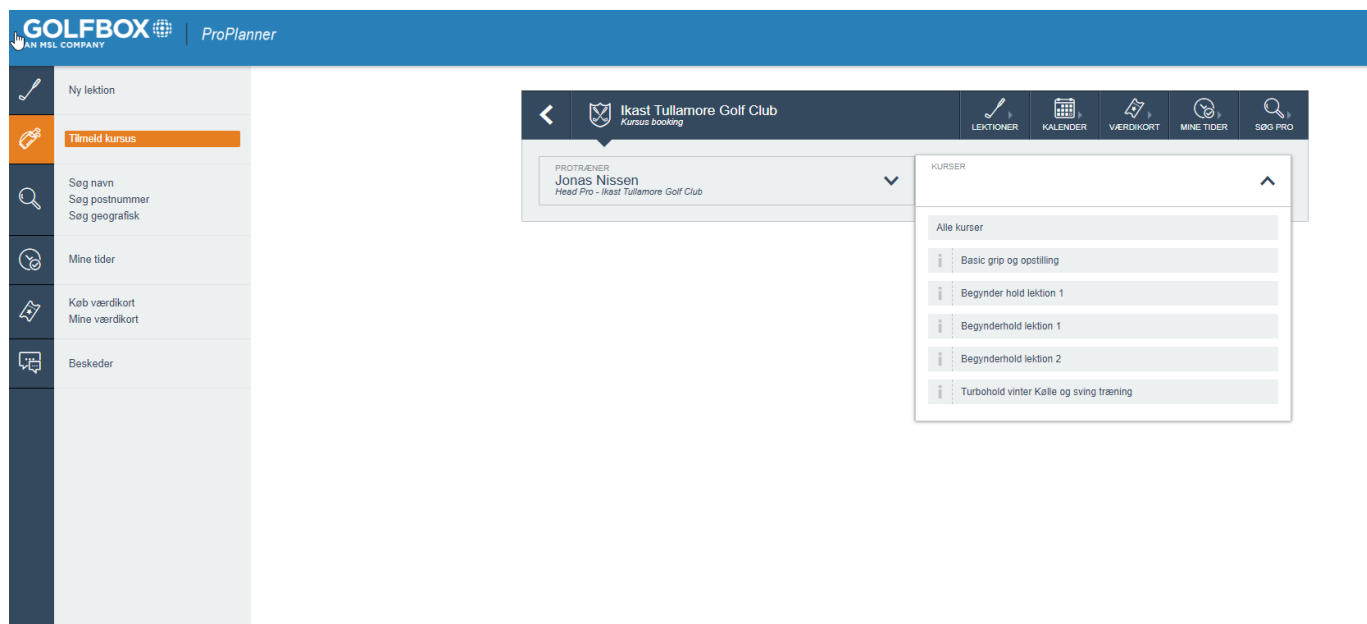 GOLFBOX
AN MSL COMPANY
ProPlanner
Ny lektion
Tilmeld kursus
Søg navn
Søg postnummer
Søg geografisk
Mine tider
Køb værdikort
Mine værdikort
Beskeder
Ikast Tullamore Golf Club
Kursus booking
LEKTIONER
KALENDER
VÆRDIKORT
MINE TIDER
SØG PRO
PROTRÆNER
Jonas Nissen
Head Pro - Ikast Tullamore Golf Club
KURSER
Alle kurser
Basic grip og opstilling
Begynder hold lektion 1
Begynderhold lektion 1
Begynderhold lektion 2
Turbohold vinter Kølle og sving træning